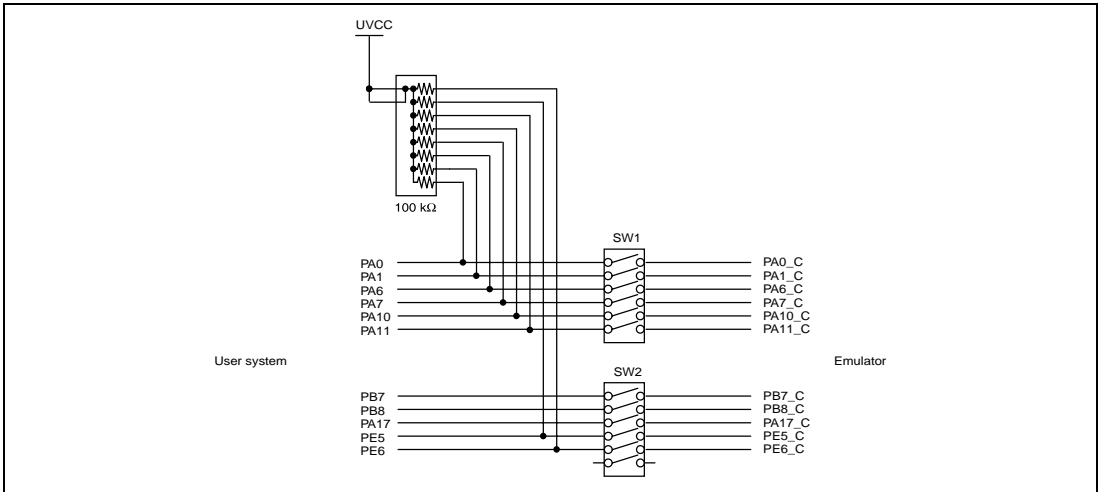 UVCC
100 kΩ
SW1
PA0 PA0_C
PA1 PA1_C
PA6 PA6_C
PA7 PA7_C
PA10 PA10_C
PA11 PA11_C
User system Emulator
SW2
PB7 PB7_C
PB8 PB8_C
PA17 PA17_C
PE5 PE5_C
PE6 PE6_C